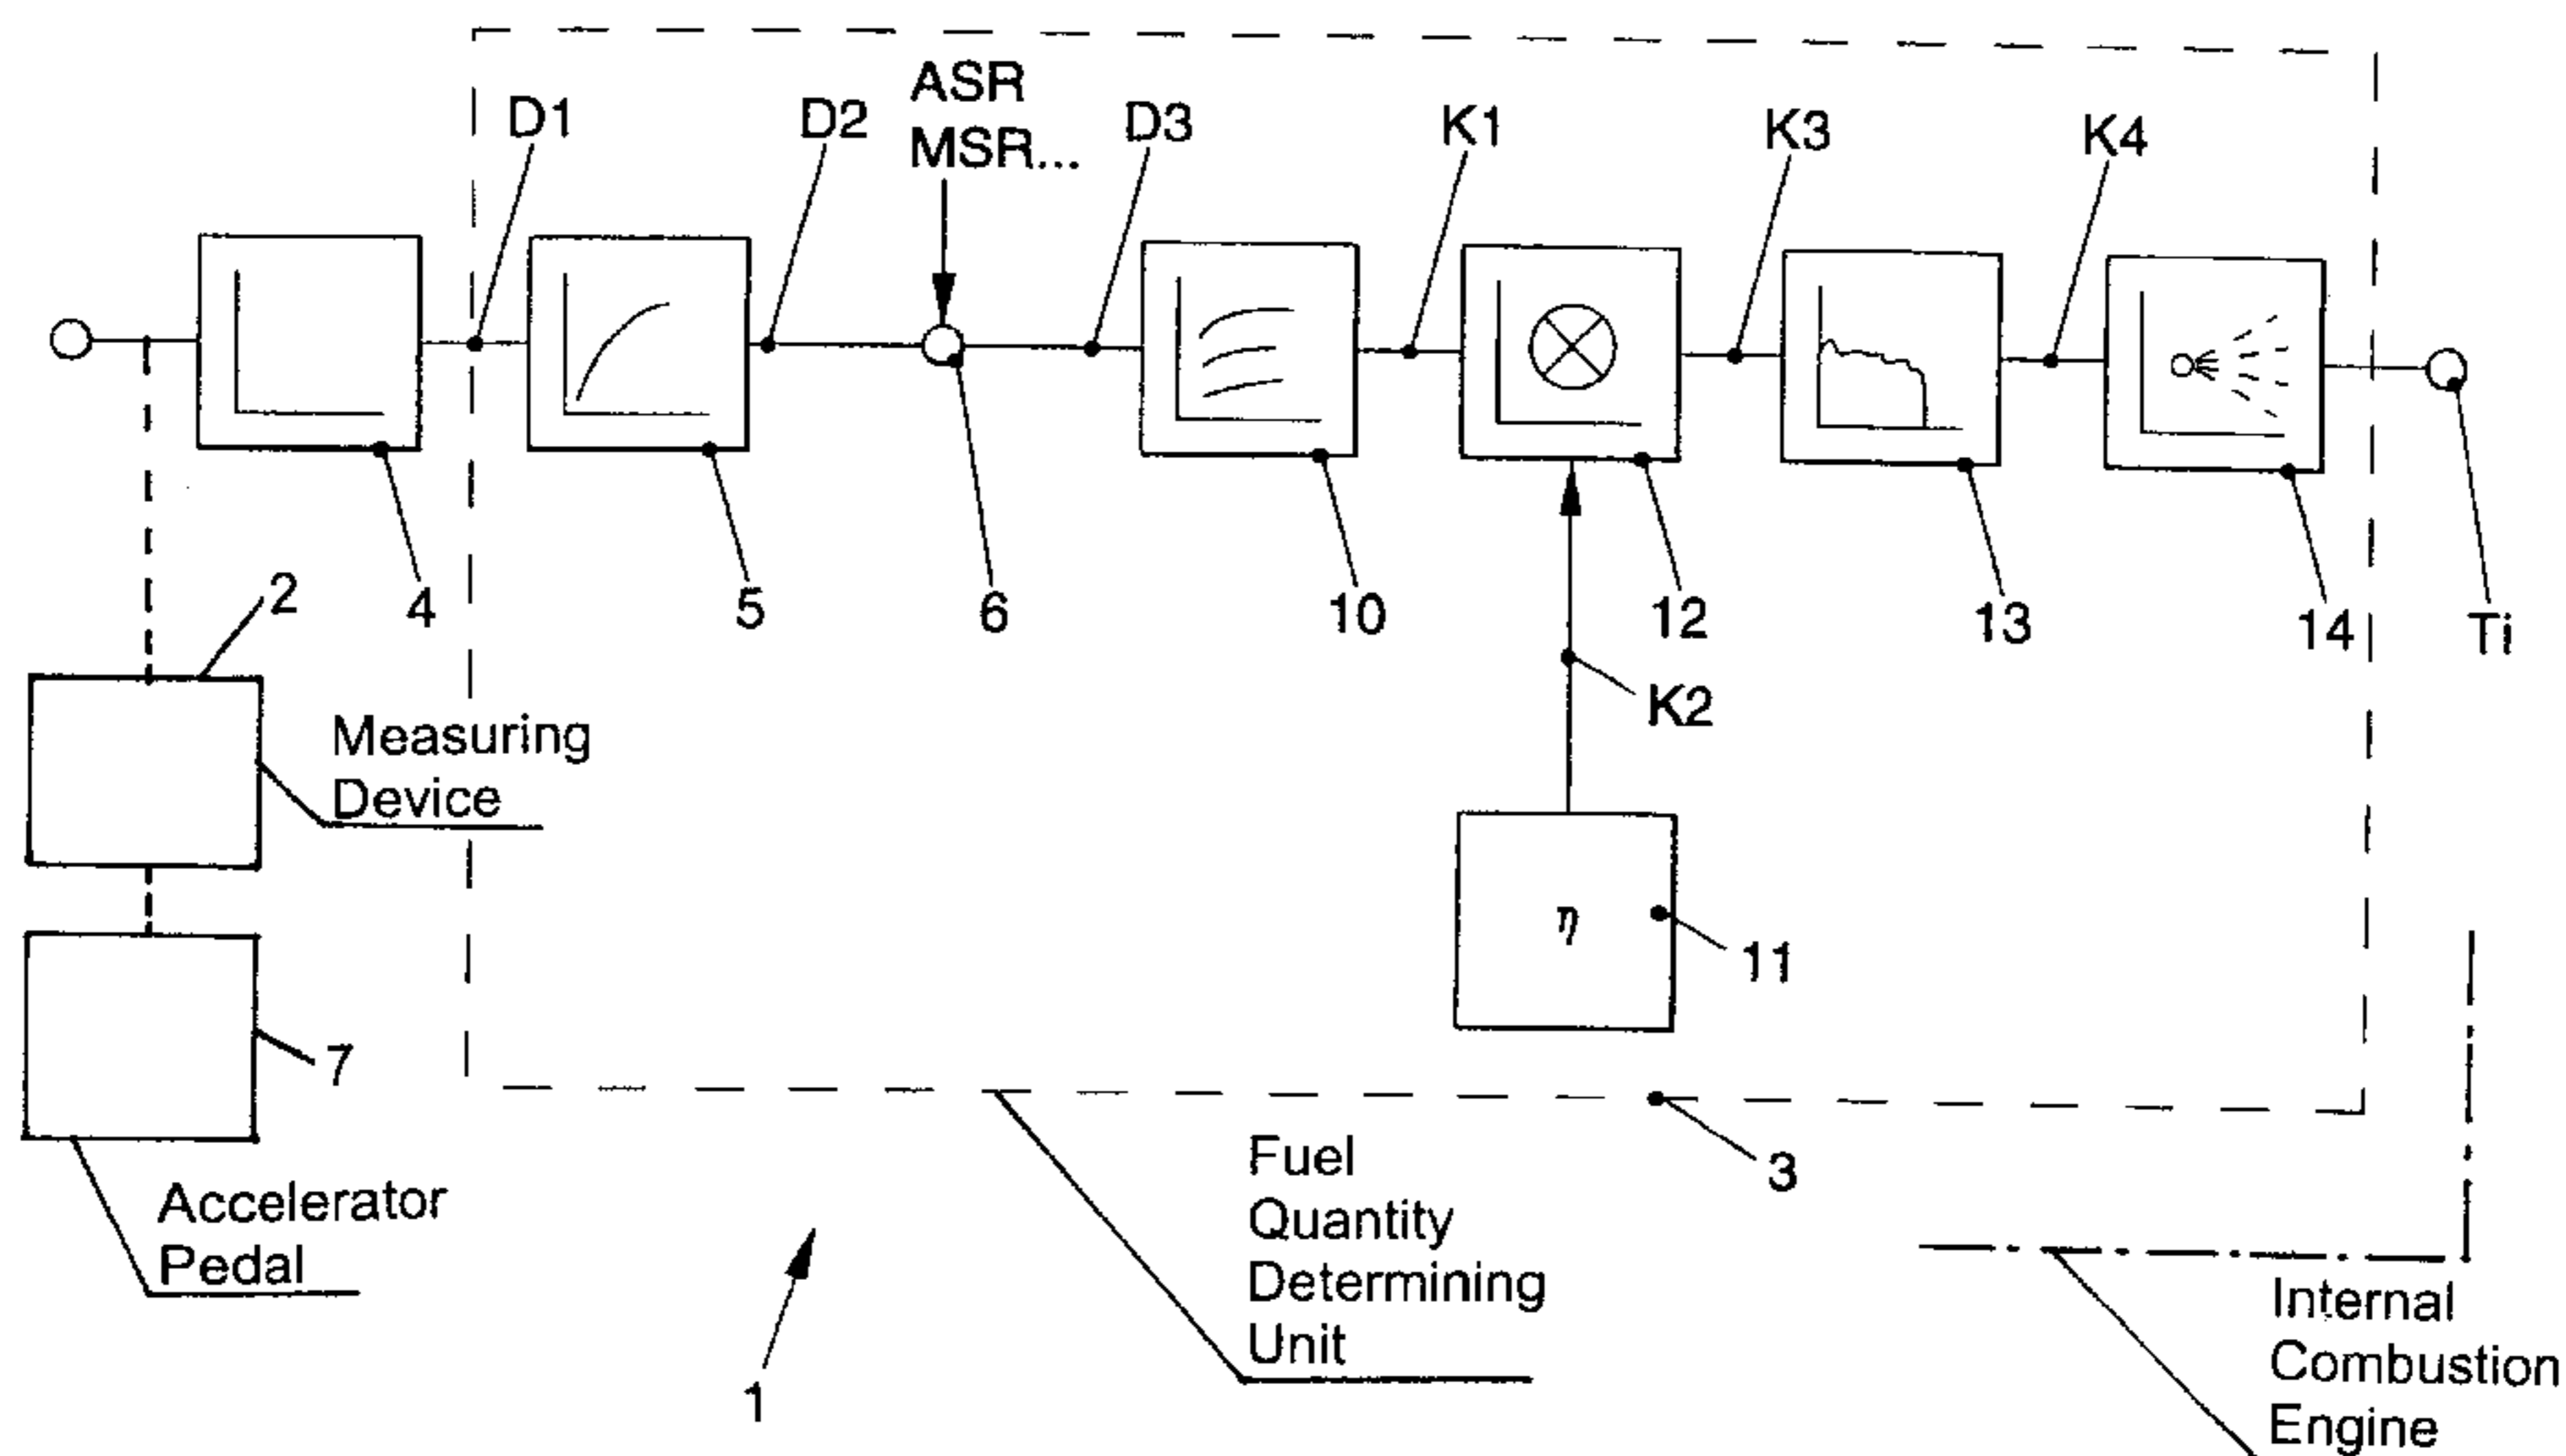 ASR
MSR...
D1
D2
D3
K1
K3
K4
2
4
5
6
10
12
13
14
Ti
K2
Measuring
Device
η
11
7
3
Accelerator
Pedal
1
Fuel
Quantity
Determining
Unit
Internal
Combustion
Engine